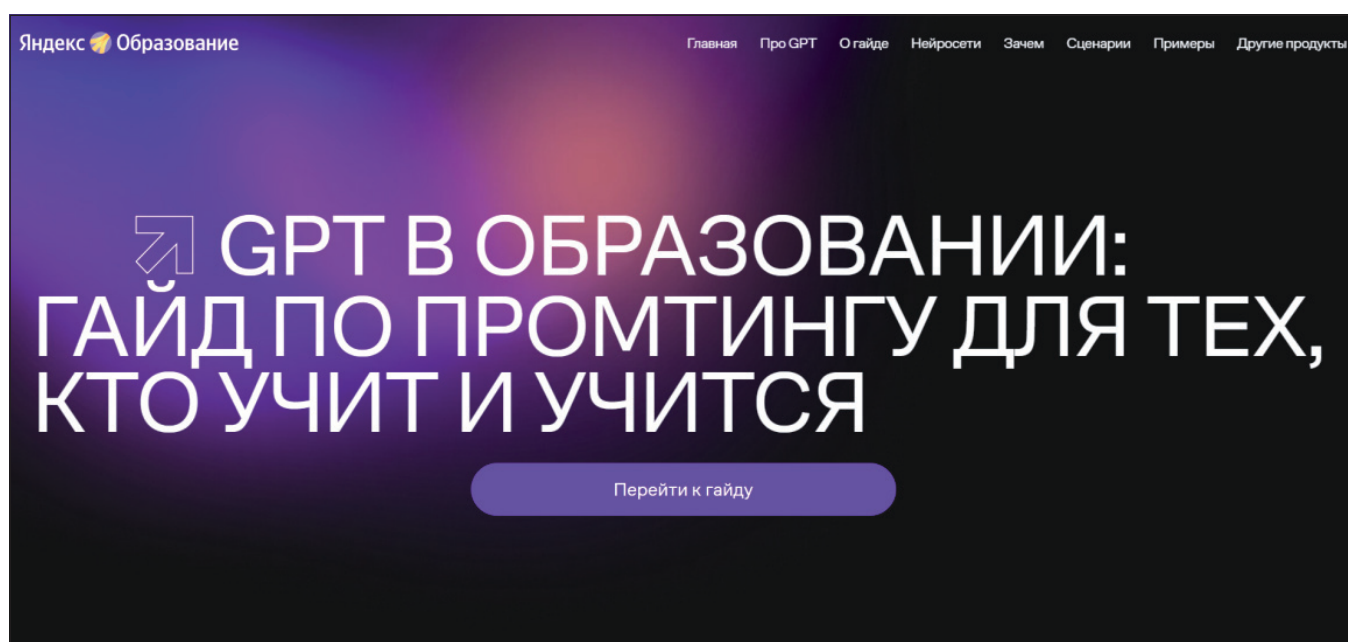 Яндекс Образование
Главная Про GPT О гайде Нейросети Зачем Сценарии Примеры Другие продукты
GPT В ОБРАЗОВАНИИ:
ГАЙД ПО ПРОМТИНГУ ДЛЯ ТЕХ,
КТО УЧИТ И УЧИТСЯ
Перейти к гайду